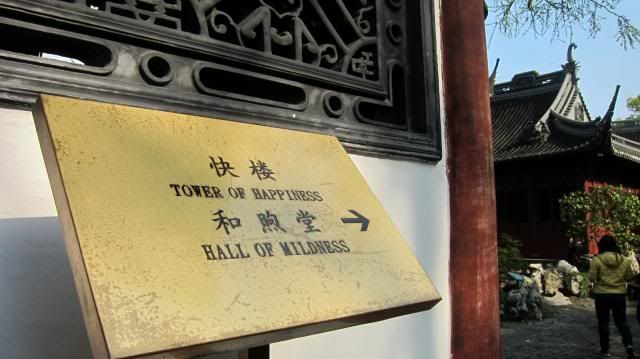 快楼
TOWER OF HAPPINESS
和煦堂
HALL OF MILDNESS